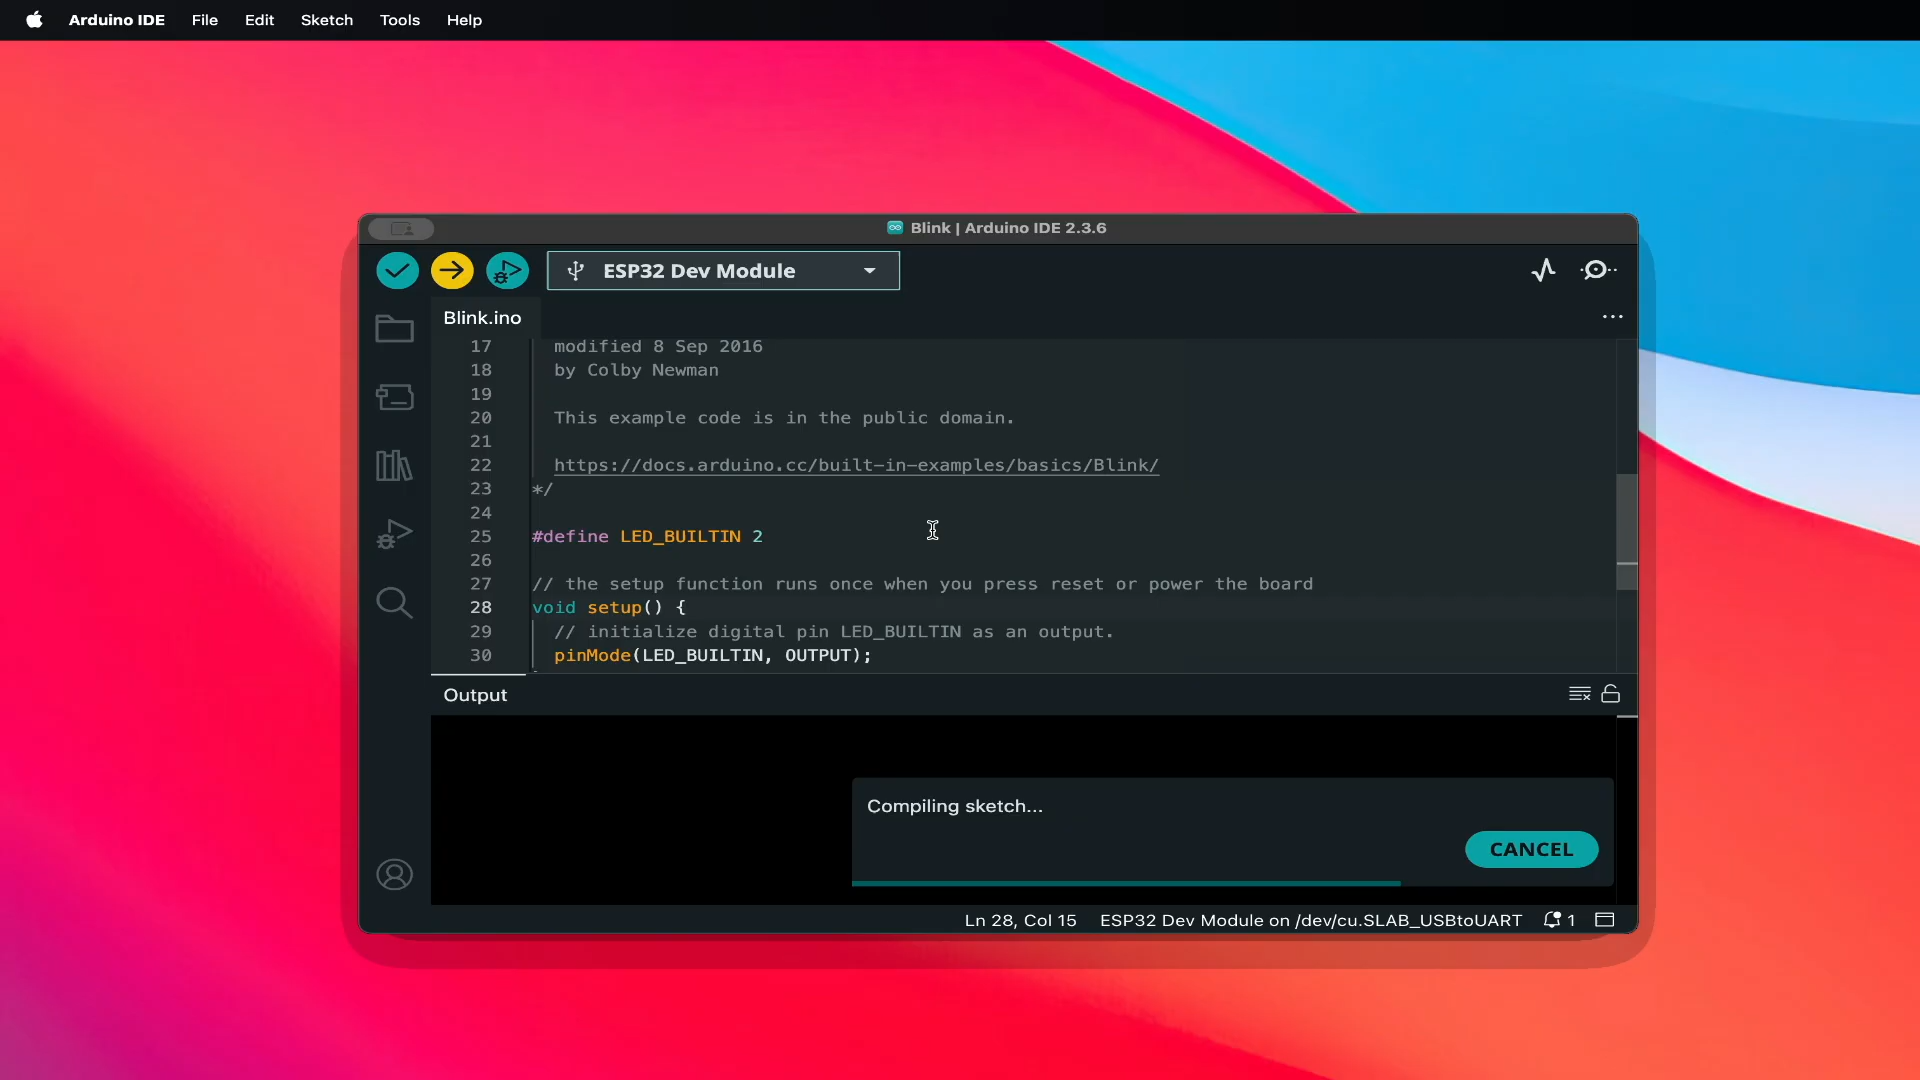 Arduino IDE File Edit Sketch Tools Help
Blink | Arduino IDE 2.3.6
ESP32 Dev Module
Blink.ino
17 modified 8 Sep 2016
18 by Colby Newman
19
20 This example code is in the public domain.
21
22 https://docs.arduino.cc/built-in-examples/basics/Blink/
23 */
24
25 #define LED_BUILTIN 2
26
27 // the setup function runs once when you press reset or power the board
28 void setup() {
29 // initialize digital pin LED_BUILTIN as an output.
30 pinMode(LED_BUILTIN, OUTPUT);
Output
Compiling sketch...
CANCEL
Ln 28, Col 15 ESP32 Dev Module on /dev/cu.SLAB_USBtoUART 1